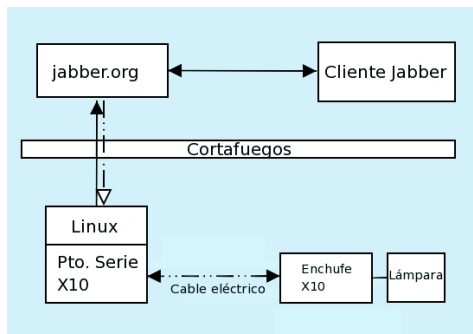 jabber.org
Cliente Jabber
Cortafuegos
Linux
Pto. Serie
X10
Cable eléctrico
Enchufe
X10
Lámpara